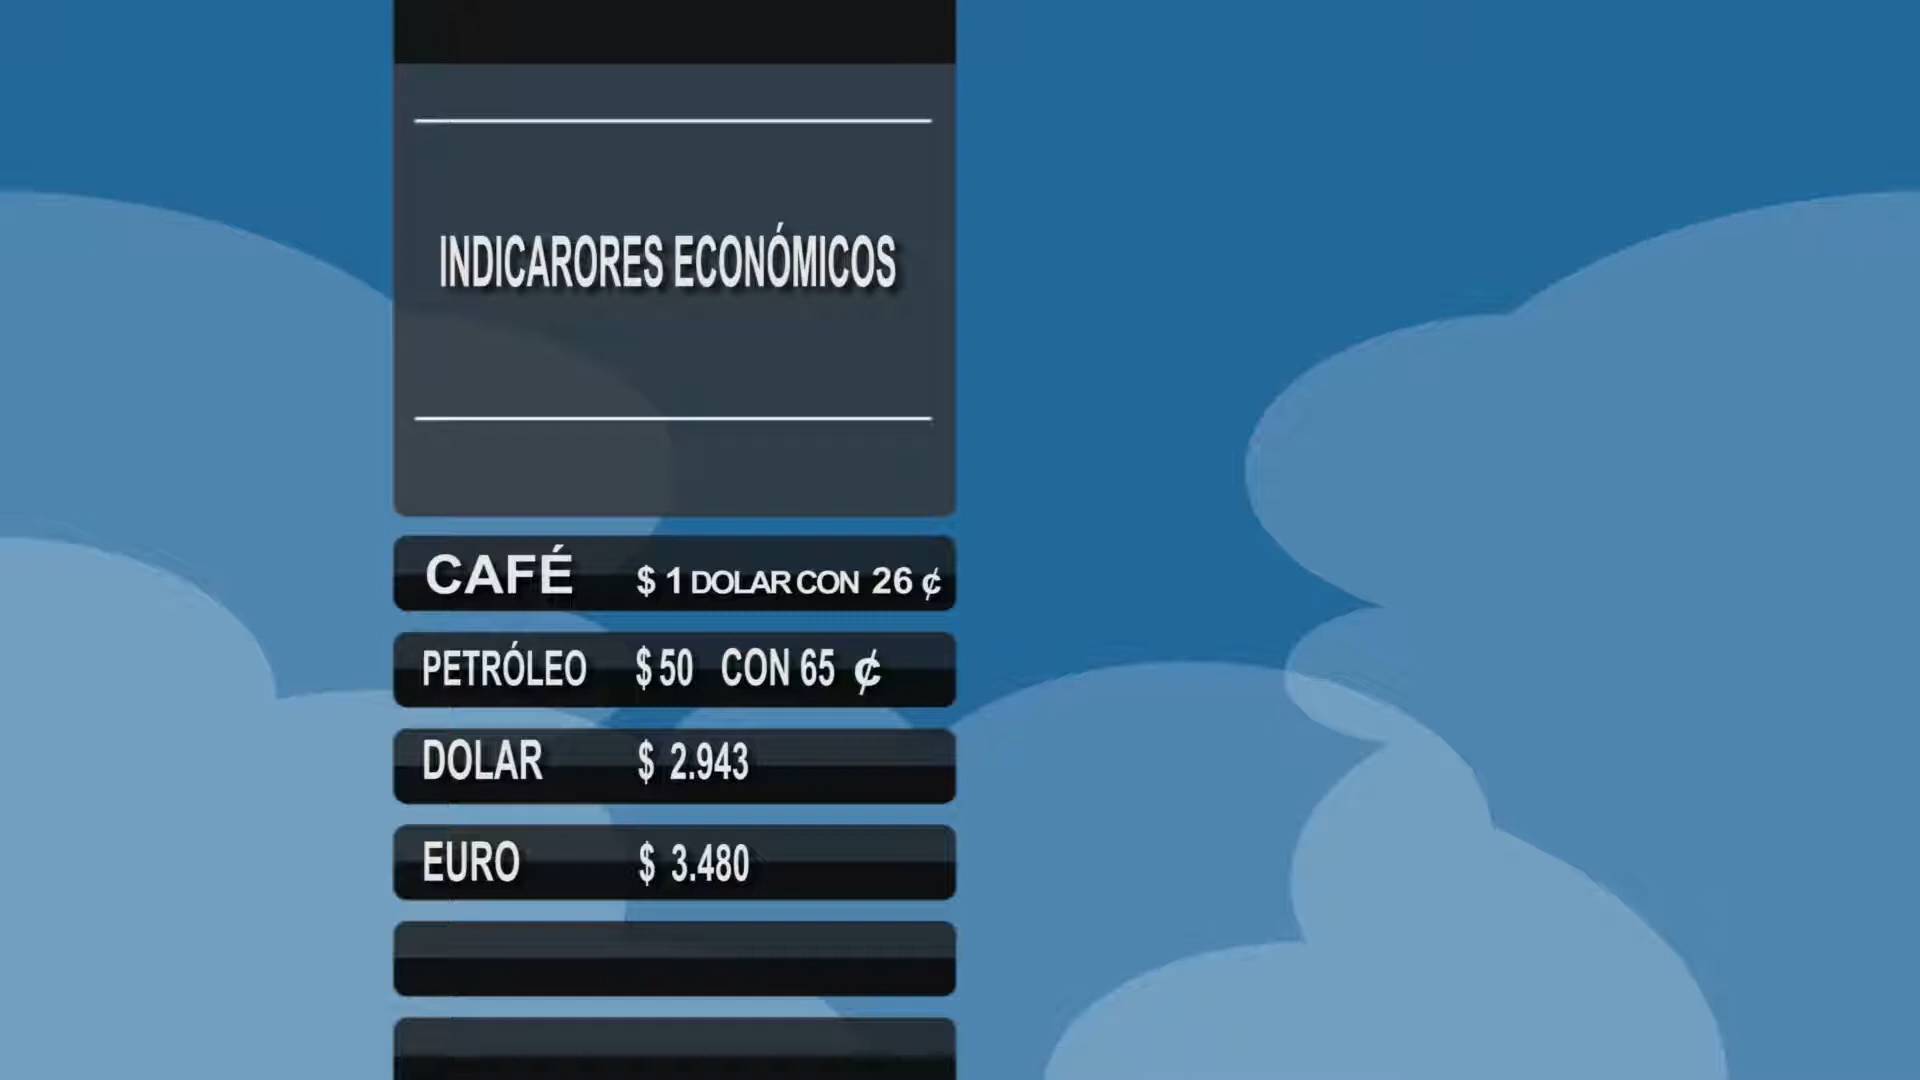 INDICARORES ECONÓMICOS
CAFÉ $ 1 DOLAR CON 26 ¢
PETRÓLEO $ 50 CON 65 ¢
DOLAR $ 2.943
EURO $ 3.480